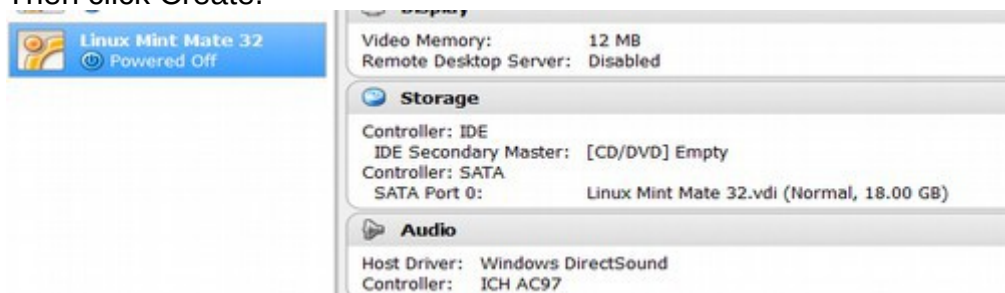 Then click Create.
Display
Linux Mint Mate 32
Powered Off
Video Memory: 12 MB
Remote Desktop Server: Disabled
Storage
Controller: IDE
IDE Secondary Master: [CD/DVD] Empty
Controller: SATA
SATA Port 0: Linux Mint Mate 32.vdi (Normal, 18.00 GB)
Audio
Host Driver: Windows DirectSound
Controller: ICH AC97